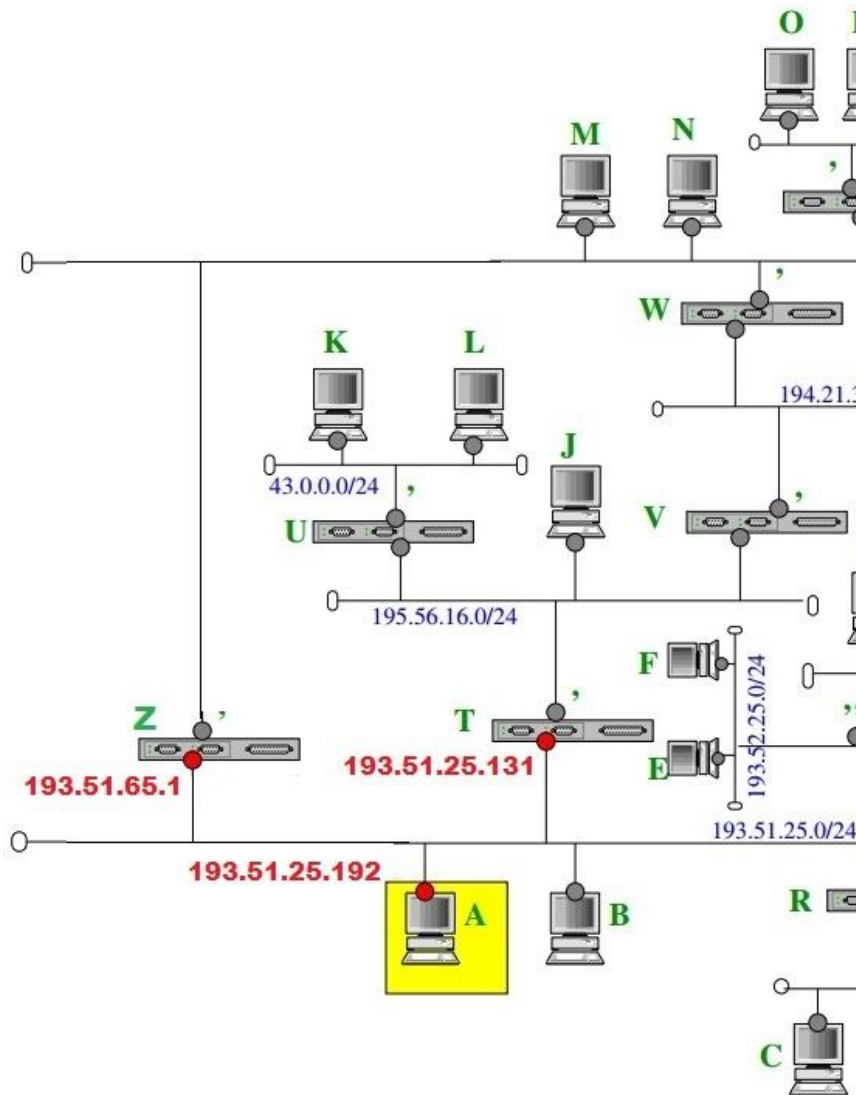 O
M N
’
’
W
K L
194.21.3
J
43.0.0.0/24
’
’
U
V
195.56.16.0/24
F
193.52.25.0/24
Z ’
T ’
’’
E
193.51.65.1
193.51.25.131
193.51.25.0/24
193.51.25.192
A
B
R
C